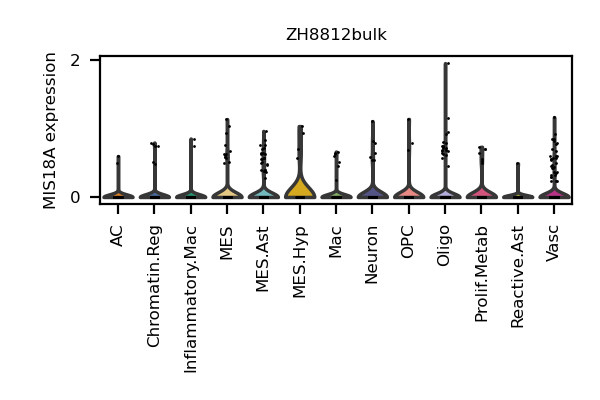 ZH8812bulk
MIS18A expression
2
0
AC
Chromatin.Reg
Inflammatory.Mac
MES
MES.Ast
MES.Hyp
Mac
Neuron
OPC
Oligo
Prolif.Metab
Reactive.Ast
Vasc